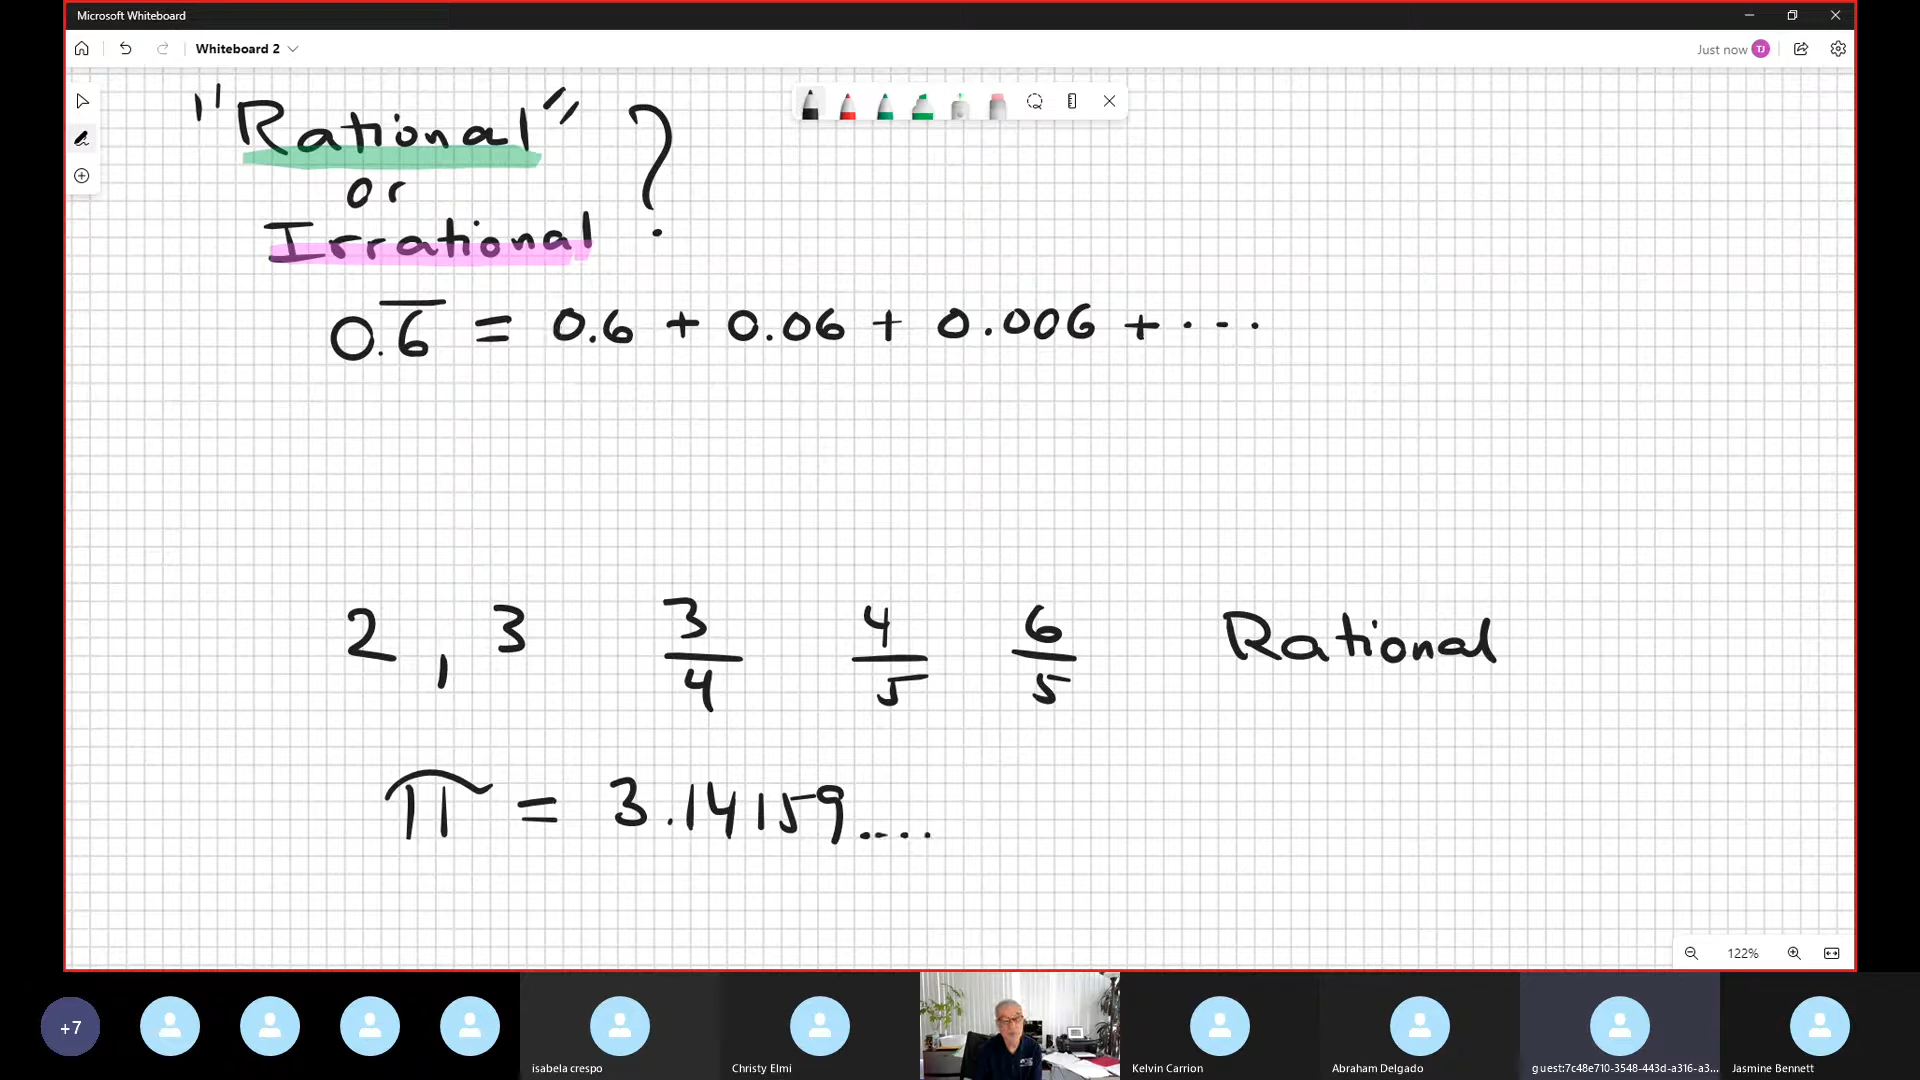 Microsoft Whiteboard
Whiteboard 2
Just now TJ
"Rational" ?
or
Irrational
0.6̅ = 0.6 + 0.06 + 0.006 + ...
2, 3 3/4 4/5 6/5 Rational
π = 3.14159....
122%
+7
isabela crespo
Christy Elmi
Kelvin Carrion
Abraham Delgado
guest:7c48e710-3548-443d-a316-a3...
Jasmine Bennett